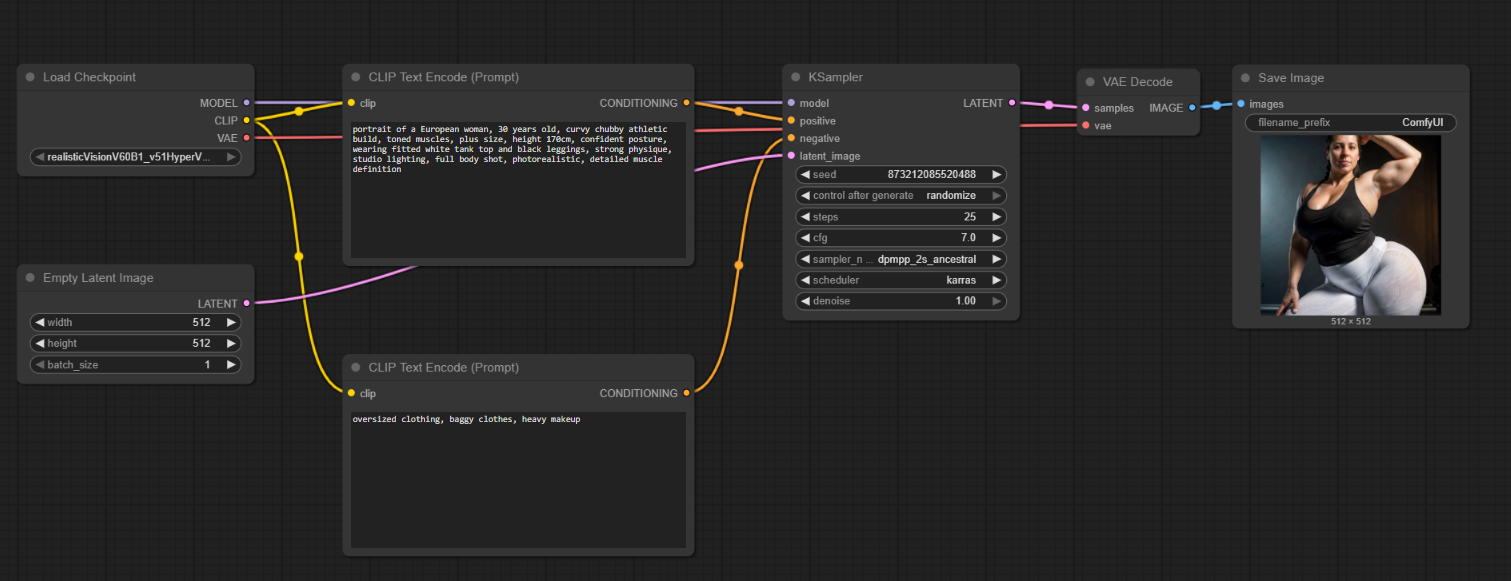 Load Checkpoint
MODEL
CLIP
VAE
realisticVisionV60B1_v51HyperV...
Empty Latent Image
LATENT
width 512
height 512
batch_size 1
CLIP Text Encode (Prompt)
clip CONDITIONING
portrait of a European woman, 30 years old, curvy chubby athletic
build, toned muscles, plus size, height 170cm, confident posture,
wearing fitted white tank top and black leggings, strong physique,
studio lighting, full body shot, photorealistic, detailed muscle
definition
CLIP Text Encode (Prompt)
clip CONDITIONING
oversized clothing, baggy clothes, heavy makeup
KSampler
model LATENT
positive
negative
latent_image
seed 873212085520488
control after generate randomize
steps 25
cfg 7.0
sampler_n ... dpmpp_2s_ancestral
scheduler karras
denoise 1.00
VAE Decode
samples IMAGE
vae
Save Image
images
filename_prefix ComfyUI
512 × 512